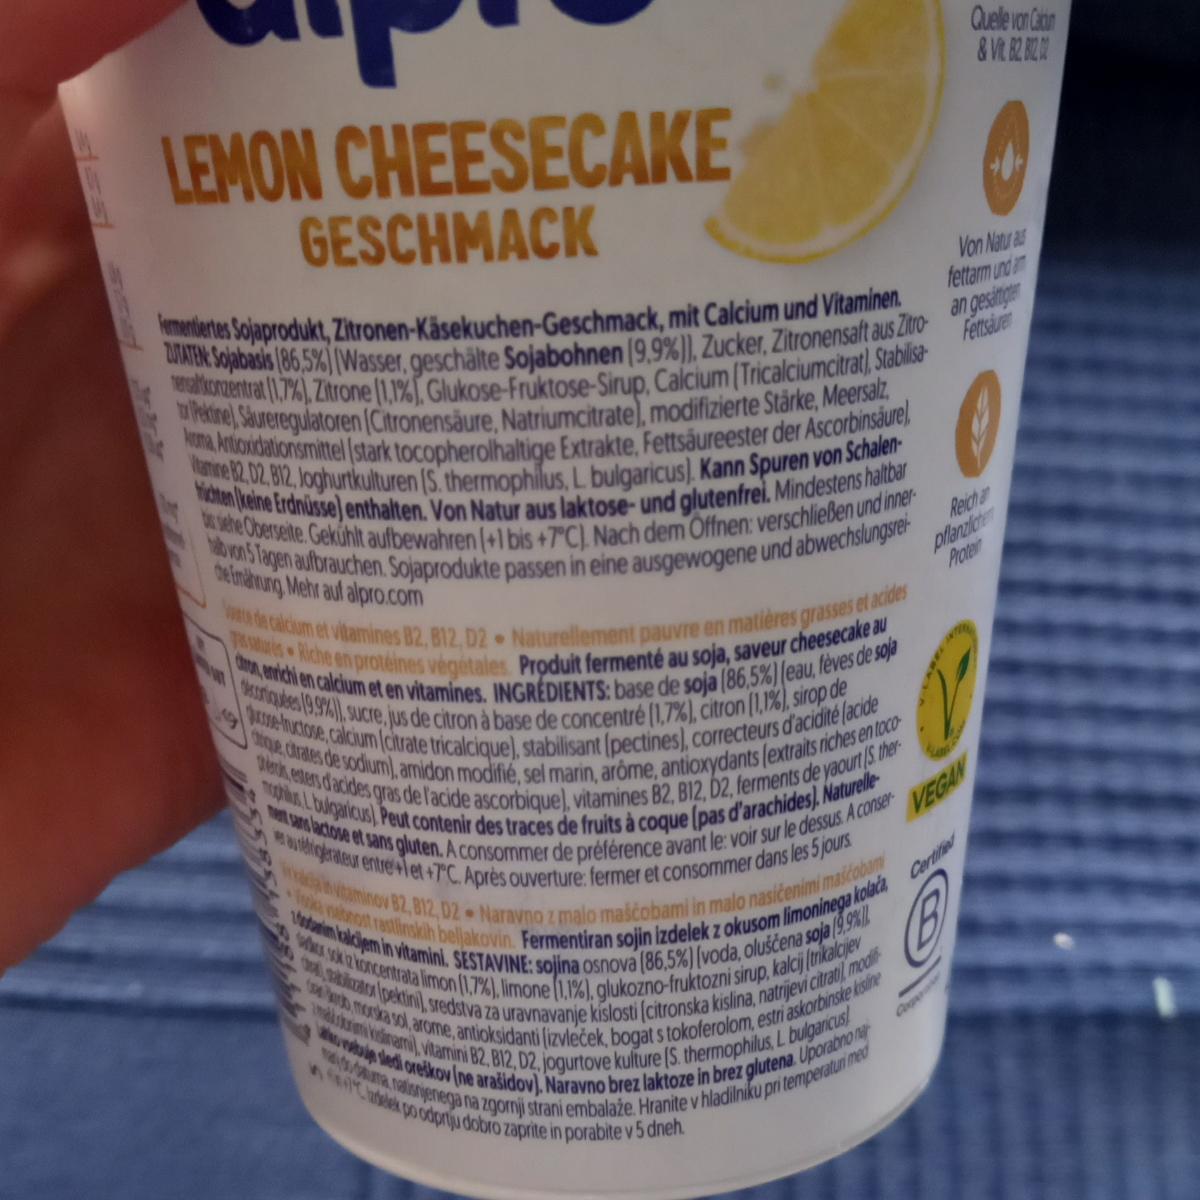 alpro
LEMON CHEESECAKE
GESCHMACK
Fermentiertes Sojaprodukt, Zitronen-Käsekuchen-Geschmack, mit Calcium und Vitaminen.
ZUTATEN: Sojabasis (86,5%) (Wasser, geschälte Sojabohnen (9,9%)), Zucker, Zitronensaft aus Zitro-
nensaftkonzentrat (1,7%), Zitrone (1,1%), Glukose-Fruktose-Sirup, Calcium (Tricalciumcitrat), Stabilisa-
tor (Pektine), Säureregulatoren (Citronensäure, Natriumcitrate), modifizierte Stärke, Meersalz,
Aroma, Antioxidationsmittel (stark tocopherolhaltige Extrakte, Fettsäureester der Ascorbinsäure),
Vitamine B2, D2, B12, Joghurtkulturen (S. thermophilus, L. bulgaricus). Kann Spuren von Schalen-
früchten (keine Erdnüsse) enthalten. Von Natur aus laktose- und glutenfrei. Mindestens haltbar
bis siehe Oberseite. Gekühlt aufbewahren (+1 bis +7°C). Nach dem Öffnen: verschließen und inner-
halb von 5 Tagen aufbrauchen. Sojaprodukte passen in eine ausgewogene und abwechslungsrei-
che Ernährung. Mehr auf alpro.com
Source de calcium et vitamines B2, B12, D2 • Naturellement pauvre en matières grasses et acides
gras saturés • Riche en protéines végétales. Produit fermenté au soja, saveur cheesecake au
citron, enrichi en calcium et en vitamines. INGRÉDIENTS: base de soja (86,5%) (eau, fèves de soja
décortiquées (9,9%)), sucre, jus de citron à base de concentré (1,7%), citron (1,1%), sirop de
glucose-fructose, calcium (citrate tricalcique), stabilisant (pectines), correcteurs d'acidité (acide
citrique, citrates de sodium), amidon modifié, sel marin, arôme, antioxydants (extraits riches en toco-
phérols, esters d'acides gras de l'acide ascorbique), vitamines B2, B12, D2, ferments de yaourt (S. ther-
mophilus, L. bulgaricus). Peut contenir des traces de fruits à coque (pas d'arachides). Naturelle-
ment sans lactose et sans gluten. A consommer de préférence avant le: voir sur le dessus. A conser-
ver au réfrigérateur entre +1 et +7°C. Après ouverture: fermer et consommer dans les 5 jours.
Vir kalcija in vitaminov B2, B12, D2 • Naravno z malo maščobami in malo nasičenimi maščobami
• Visoka vsebnost rastlinskih beljakovin. Fermentiran sojin izdelek z okusom limoninega kolača,
z dodanim kalcijem in vitamini. SESTAVINE: sojina osnova (86,5%) (voda, oluščena soja (9,9%)),
sladkor, sok iz koncentrata limon (1,7%), limone (1,1%), glukozno-fruktozni sirup, kalcij (trikalcijev
citrat), stabilizator (pektini), sredstva za uravnavanje kislosti (citronska kislina, natrijevi citrati), modifi-
škrob, morska sol, arome, antioksidanti (izvleček, bogat s tokoferolom, estri askorbinske kisline
z maščobnimi kislinami), vitamini B2, B12, D2, jogurtove kulture (S. thermophilus, L. bulgaricus).
Lahko vsebuje sledi oreškov (ne arašidov). Naravno brez laktoze in brez glutena. Uporabno naj-
manj do datuma, natisnjenega na zgornji strani embalaže. Hranite v hladilniku pri temperaturi med
+7°C. Izdelek po odprtju dobro zaprite in porabite v 5 dneh.
Quelle von Calcium
& Vit. B2, B12, D2
Von Natur aus
fettarm und arm
an gesättigten
Fettsäuren
Reich an
pflanzlichem
Protein
V-LABEL
VEGAN
Certified
B
Corporation